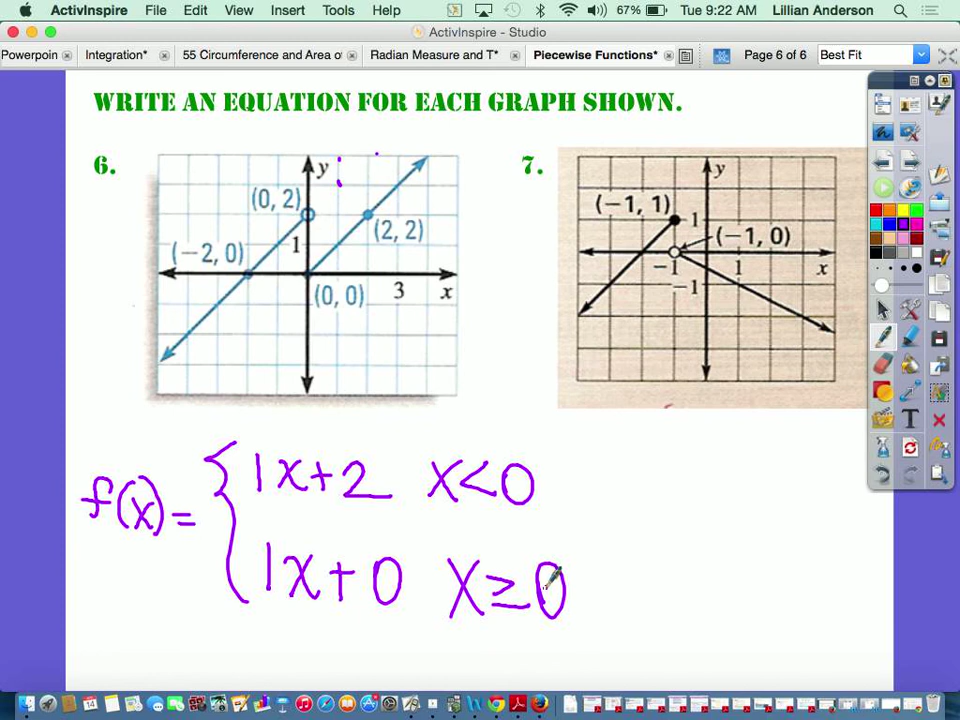 ActivInspire File Edit View Insert Tools Help 67% Tue 9:22 AM Lillian Anderson
ActivInspire - Studio
Powerpoin Integration* 55 Circumference and Area of Radian Measure and T* Piecewise Functions* Page 6 of 6 Best Fit
WRITE AN EQUATION FOR EACH GRAPH SHOWN.
6.
y
(0, 2)
(2, 2)
(−2, 0)
1
(0, 0)
3
x
7.
y
(−1, 1)
1
(−1, 0)
−1
1
x
−1
f(x) = { 1x+2 x<0
1x+0 x≥0